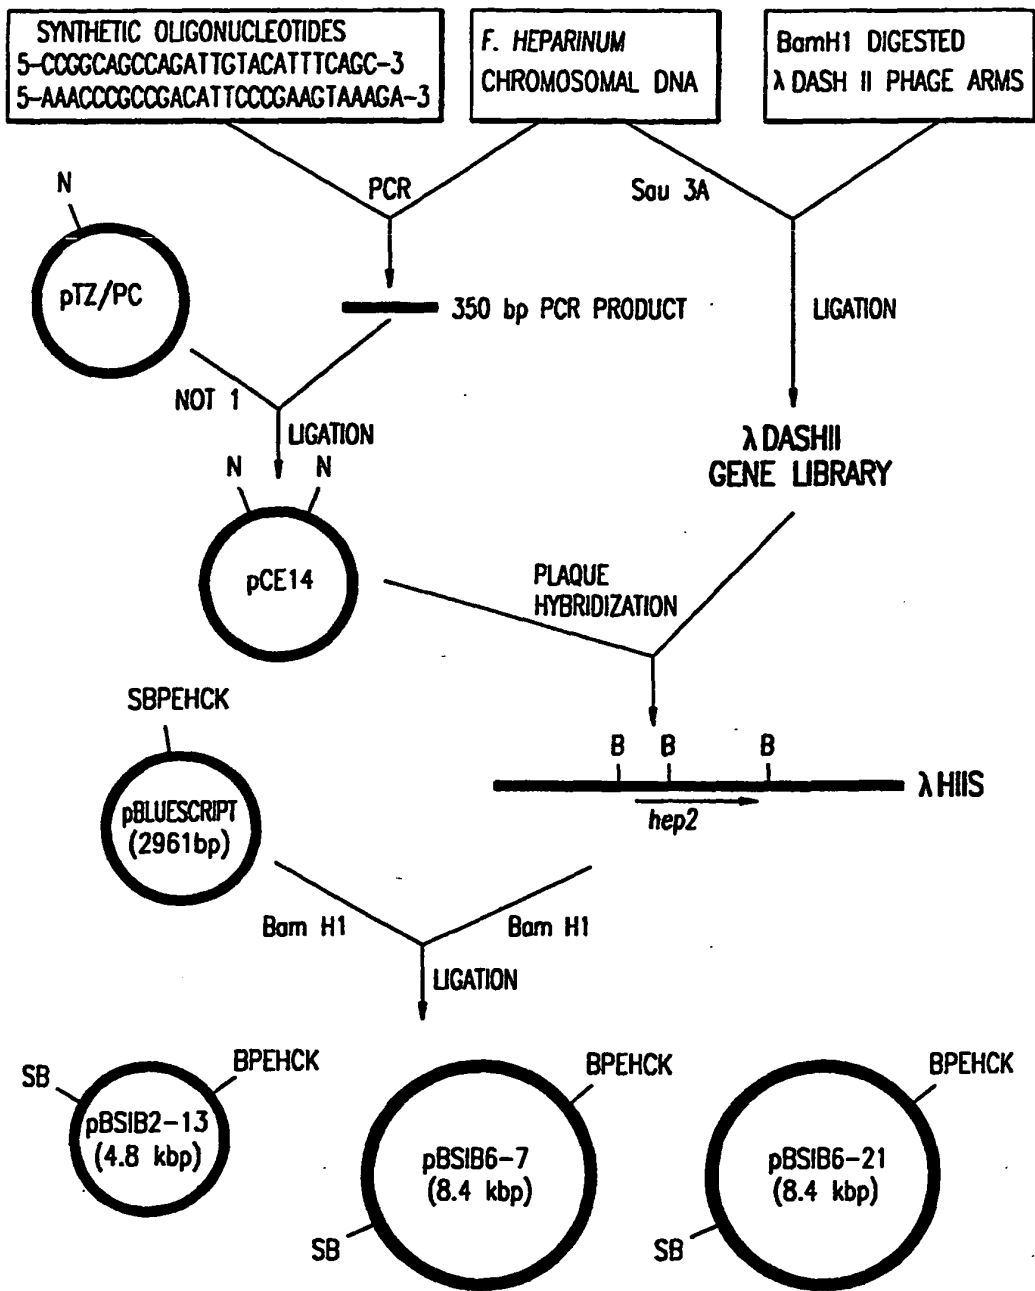 SYNTHETIC OLIGONUCLEOTIDES
5-CCGGCAGCCAGATTGTACATTTCAGC-3
5-AAACCCGCCGACATTCCCGAAGTAAAGA-3
F. HEPARINUM
CHROMOSOMAL DNA
BamH1 DIGESTED
λ DASH II PHAGE ARMS
PCR
Sau 3A
N
pTZ/PC
350 bp PCR PRODUCT
LIGATION
NOT 1
LIGATION
N
N
λ DASHII
GENE LIBRARY
pCE14
PLAQUE
HYBRIDIZATION
SBPEHCK
B
B
B
λ HIIS
hep2
pBLUESCRIPT
(2961bp)
Bam H1
Bam H1
LIGATION
SB
BPEHCK
pBSIB2-13
(4.8 kbp)
BPEHCK
pBSIB6-7
(8.4 kbp)
SB
BPEHCK
pBSIB6-21
(8.4 kbp)
SB